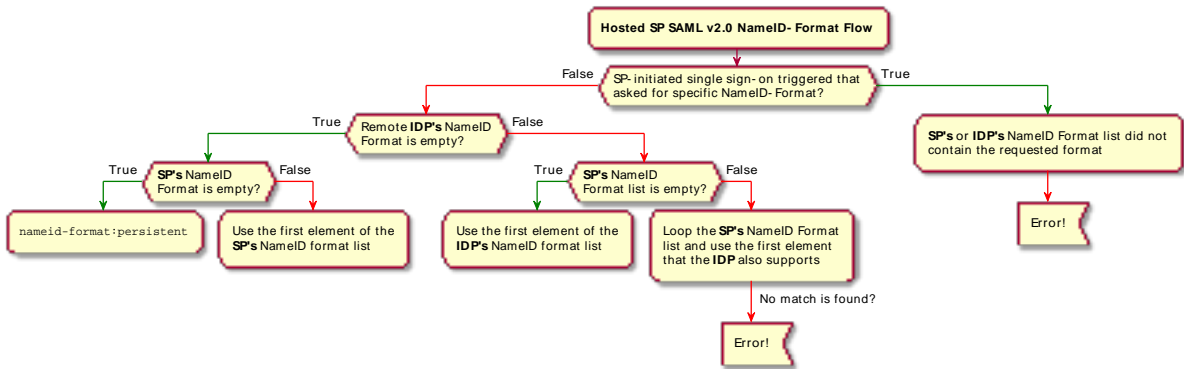 Hosted SP SAML v2.0 NameID- Format Flow
SP- initiated single sign- on triggered that
asked for specific NameID- Format?
False
True
Remote IDP's NameID
Format is empty?
True
False
SP's or IDP's NameID Format list did not
contain the requested format
SP's NameID
Format is empty?
True
False
SP's NameID
Format list is empty?
True
False
nameid-format:persistent
Use the first element of the
SP's NameID format list
Use the first element of the
IDP's NameID format list
Loop the SP's NameID Format
list and use the first element
that the IDP also supports
Error!
No match is found?
Error!